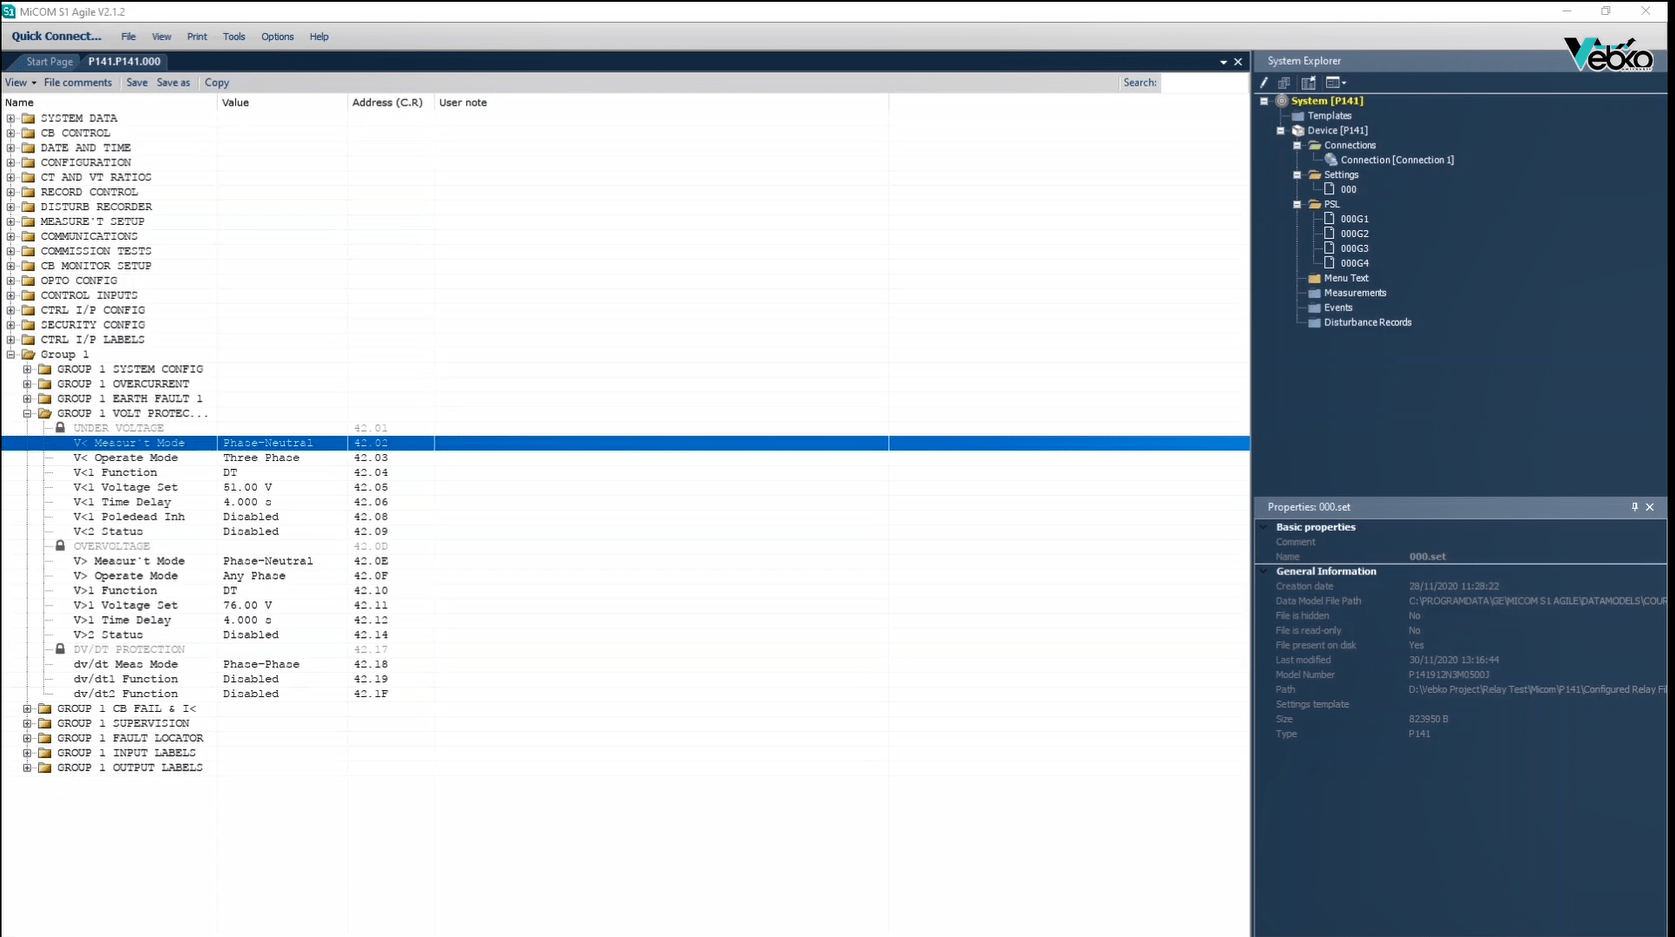 S1 MiCOM S1 Agile V2.1.2
Quick Connect... File View Print Tools Options Help
Vebko
Start Page P141.P141.000
View File comments Save Save as Copy Search:
Name Value Address (C.R) User note
SYSTEM DATA
CB CONTROL
DATE AND TIME
CONFIGURATION
CT AND VT RATIOS
RECORD CONTROL
DISTURB RECORDER
MEASURE'T SETUP
COMMUNICATIONS
COMMISSION TESTS
CB MONITOR SETUP
OPTO CONFIG
CONTROL INPUTS
CTRL I/P CONFIG
SECURITY CONFIG
CTRL I/P LABELS
Group 1
GROUP 1 SYSTEM CONFIG
GROUP 1 OVERCURRENT
GROUP 1 EARTH FAULT 1
GROUP 1 VOLT PROTEC...
UNDER VOLTAGE 42.01
V< Measur't Mode Phase-Neutral 42.02
V< Operate Mode Three Phase 42.03
V<1 Function DT 42.04
V<1 Voltage Set 51.00 V 42.05
V<1 Time Delay 4.000 s 42.06
V<1 Poledead Inh Disabled 42.08
V<2 Status Disabled 42.09
OVERVOLTAGE 42.0D
V> Measur't Mode Phase-Neutral 42.0E
V> Operate Mode Any Phase 42.0F
V>1 Function DT 42.10
V>1 Voltage Set 76.00 V 42.11
V>1 Time Delay 4.000 s 42.12
V>2 Status Disabled 42.14
DV/DT PROTECTION 42.17
dv/dt Meas Mode Phase-Phase 42.18
dv/dt1 Function Disabled 42.19
dv/dt2 Function Disabled 42.1F
GROUP 1 CB FAIL & I<
GROUP 1 SUPERVISION
GROUP 1 FAULT LOCATOR
GROUP 1 INPUT LABELS
GROUP 1 OUTPUT LABELS
System Explorer
System [P141]
Templates
Device [P141]
Connections
Connection [Connection 1]
Settings
000
PSL
000G1
000G2
000G3
000G4
Menu Text
Measurements
Events
Disturbance Records
Properties: 000.set
Basic properties
Comment
Name 000.set
General Information
Creation date 28/11/2020 11:28:22
Data Model File Path C:\PROGRAMDATA\GE\MICOM S1 AGILE\DATAMODELS\COUR
File is hidden No
File is read-only No
File present on disk Yes
Last modified 30/11/2020 13:16:44
Model Number P141912N3M0500J
Path D:\Vebko Project\Relay Test\Micom\P141\Configured Relay Fil
Settings template
Size 823950 B
Type P141